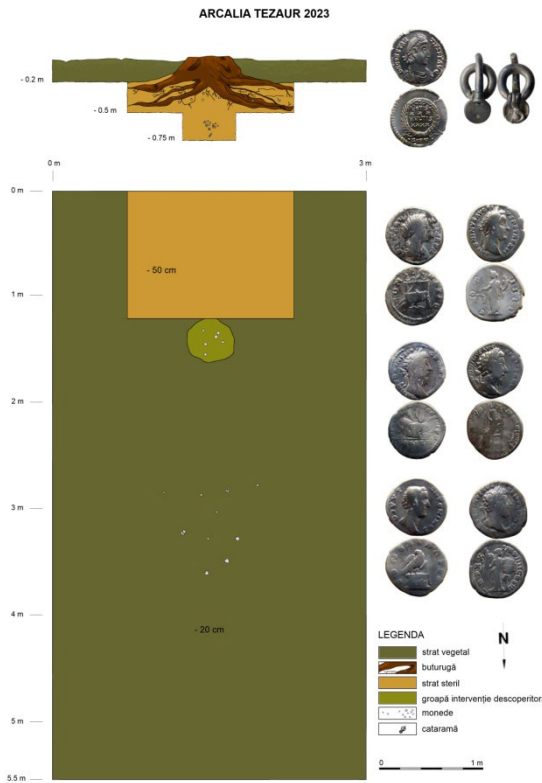 ARCALIA TEZAUR 2023
- 0.2 m
- 0.5 m
- 0.75 m
0 m
3 m
0 m
- 50 cm
1 m
2 m
3 m
4 m
- 20 cm
5 m
5.5 m
LEGENDA
N
strat vegetal
buturugă
strat steril
groapă intervenție descoperitor
monede
cataramă
0
1 m